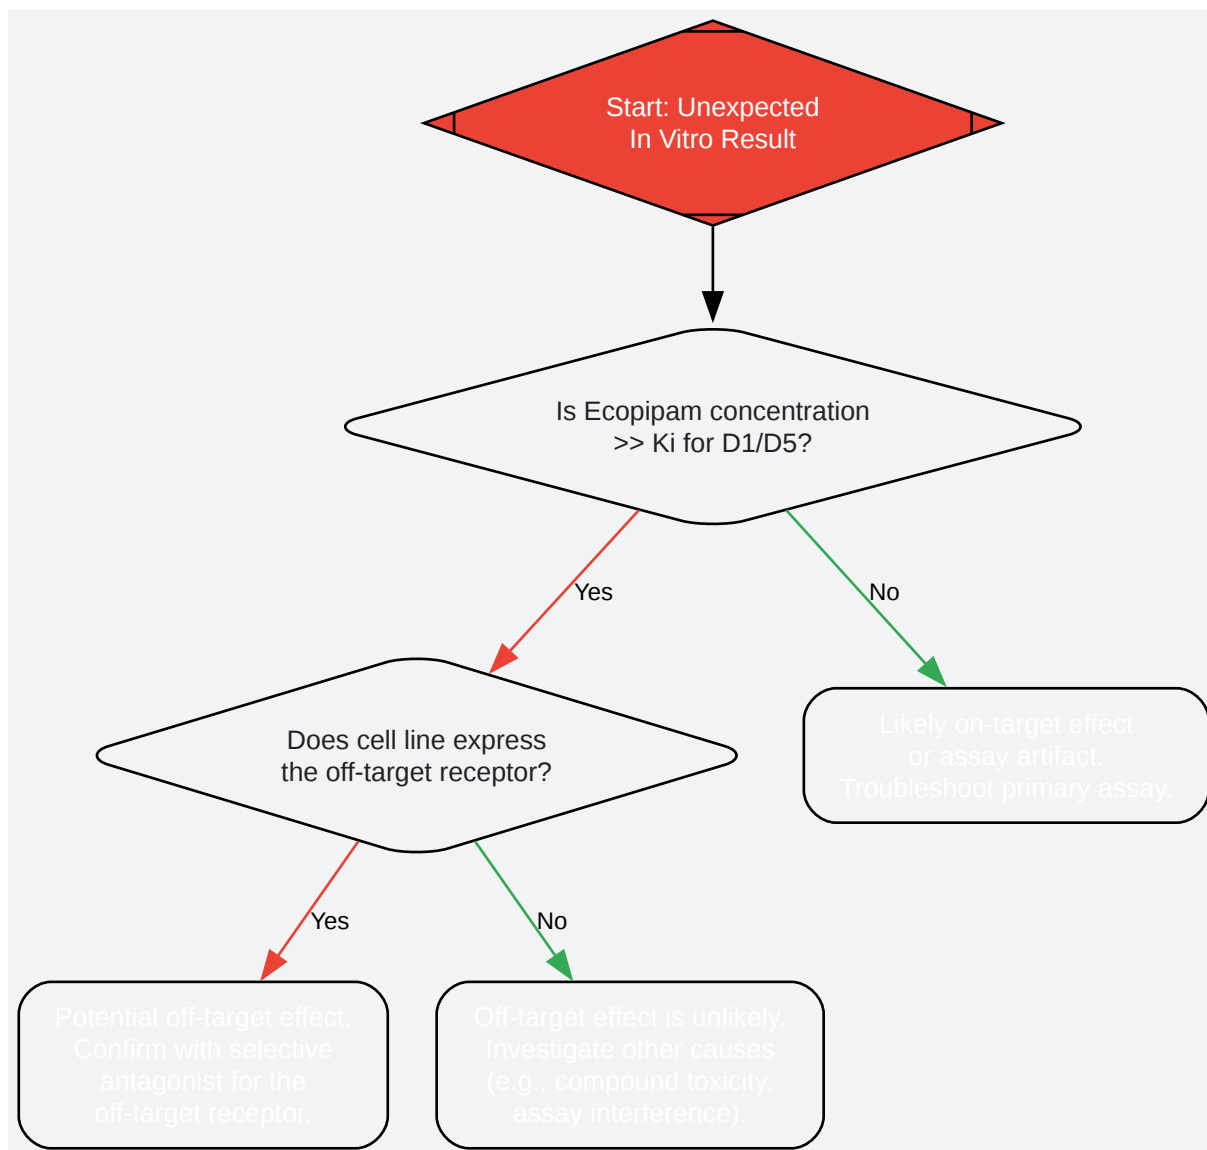 Start: Unexpected
In Vitro Result
Is Ecopipam concentration
>> Ki for D1/D5?
Yes
No
Does cell line express
the off-target receptor?
Likely on-target effect
or assay artifact.
Troubleshoot primary assay.
Yes
No
Potential off-target effect.
Confirm with selective
antagonist for the
off-target receptor.
Off-target effect is unlikely.
Investigate other causes
(e.g., compound toxicity,
assay interference).